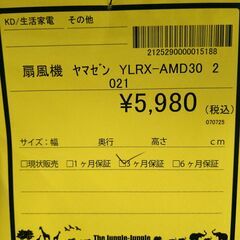 KD/生活家電 その他
2125290000015188
扇風機 ヤマゼン YLRX-AMD30 2
021
¥5,980 (税込)
070725
サイズ：幅 奥行 高さ cm
□現状販売 □1ヶ月保証 □3ヶ月保証 □6ヶ月保証
The Jungle-Jungle